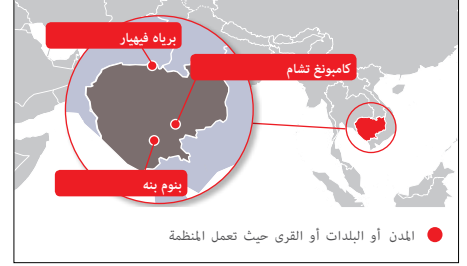 برياه فيهيار
كامبونغ تشام
بنوم بنه
المدن أو البلدات أو القرى حيث تعمل المنظمة